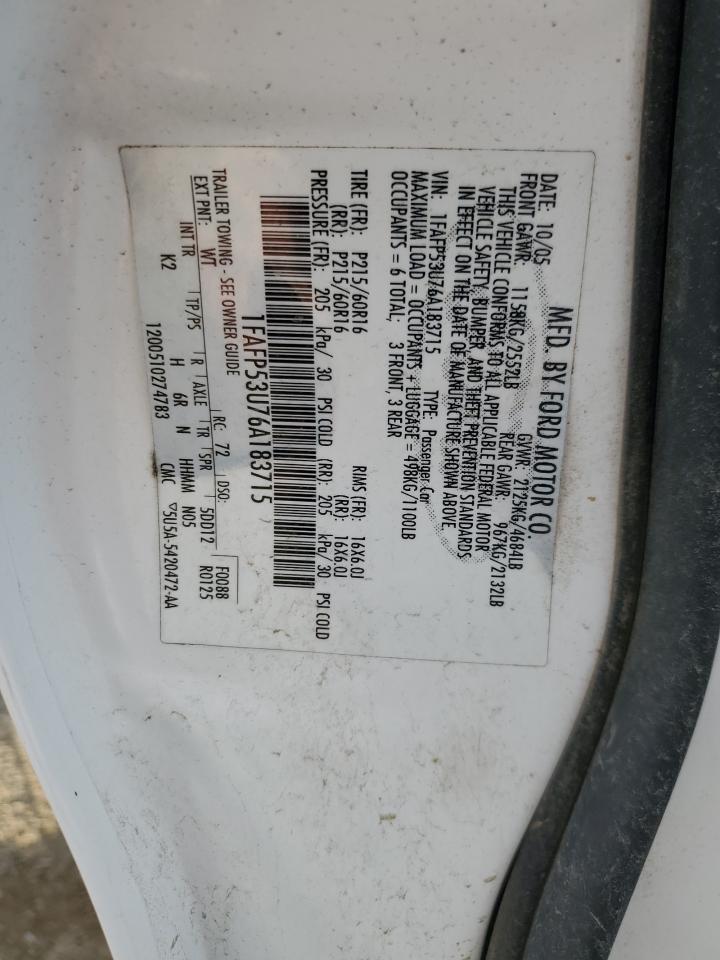 MFD. BY FORD MOTOR CO.
DATE: 10/05 GVWR: 2125KG/4684LB
FRONT GAWR: 1158KG/2552LB REAR GAWR: 967KG/2132LB
THIS VEHICLE CONFORMS TO ALL APPLICABLE FEDERAL MOTOR
VEHICLE SAFETY, BUMPER, AND THEFT PREVENTION STANDARDS
IN EFFECT ON THE DATE OF MANUFACTURE SHOWN ABOVE.
VIN: 1FAFP53U76A183715 TYPE: Passenger Car
MAXIMUM LOAD = OCCUPANTS + LUGGAGE = 498KG/1100LB
OCCUPANTS = 6 TOTAL; 3 FRONT, 3 REAR
TIRE (FR): P215/60R16 RIMS (FR): 16X6.0J
(RR): P215/60R16 (RR): 16X6.0J
PRESSURE (FR): 205 kPa/ 30 PSI COLD (RR): 205 kPa/ 30 PSI COLD
1FAFP53U76A183715
TRAILER TOWING - SEE OWNER GUIDE
EXT PNT: WT RC: 72 DSO: F0088
5DD12 R0125
INT TR TP/PS R AXLE TR SPR
K2 H 6R N HHMM N05
12005102747B3 CMC ▽5U5A-5420472-AA